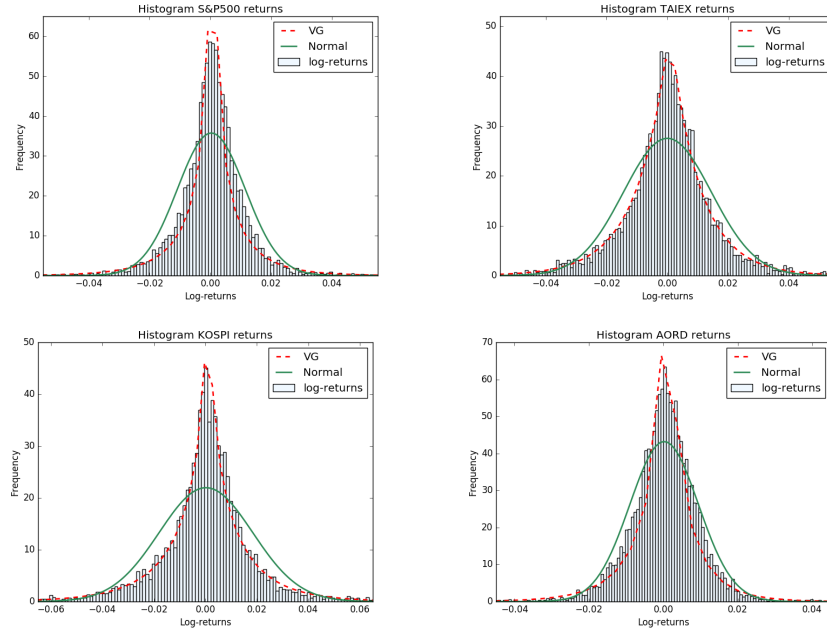 Histogram S&P500 returns
VG
Normal
log-returns
60
50
40
30
20
10
0
Frequency
−0.04
−0.02
0.00
0.02
0.04
Log-returns
Histogram TAIEX returns
VG
Normal
log-returns
50
40
30
20
10
0
Frequency
−0.04
−0.02
0.00
0.02
0.04
Log-returns
Histogram KOSPI returns
VG
Normal
log-returns
50
40
30
20
10
0
Frequency
−0.06
−0.04
−0.02
0.00
0.02
0.04
0.06
Log-returns
Histogram AORD returns
VG
Normal
log-returns
70
60
50
40
30
20
10
0
Frequency
−0.04
−0.02
0.00
0.02
0.04
Log-returns